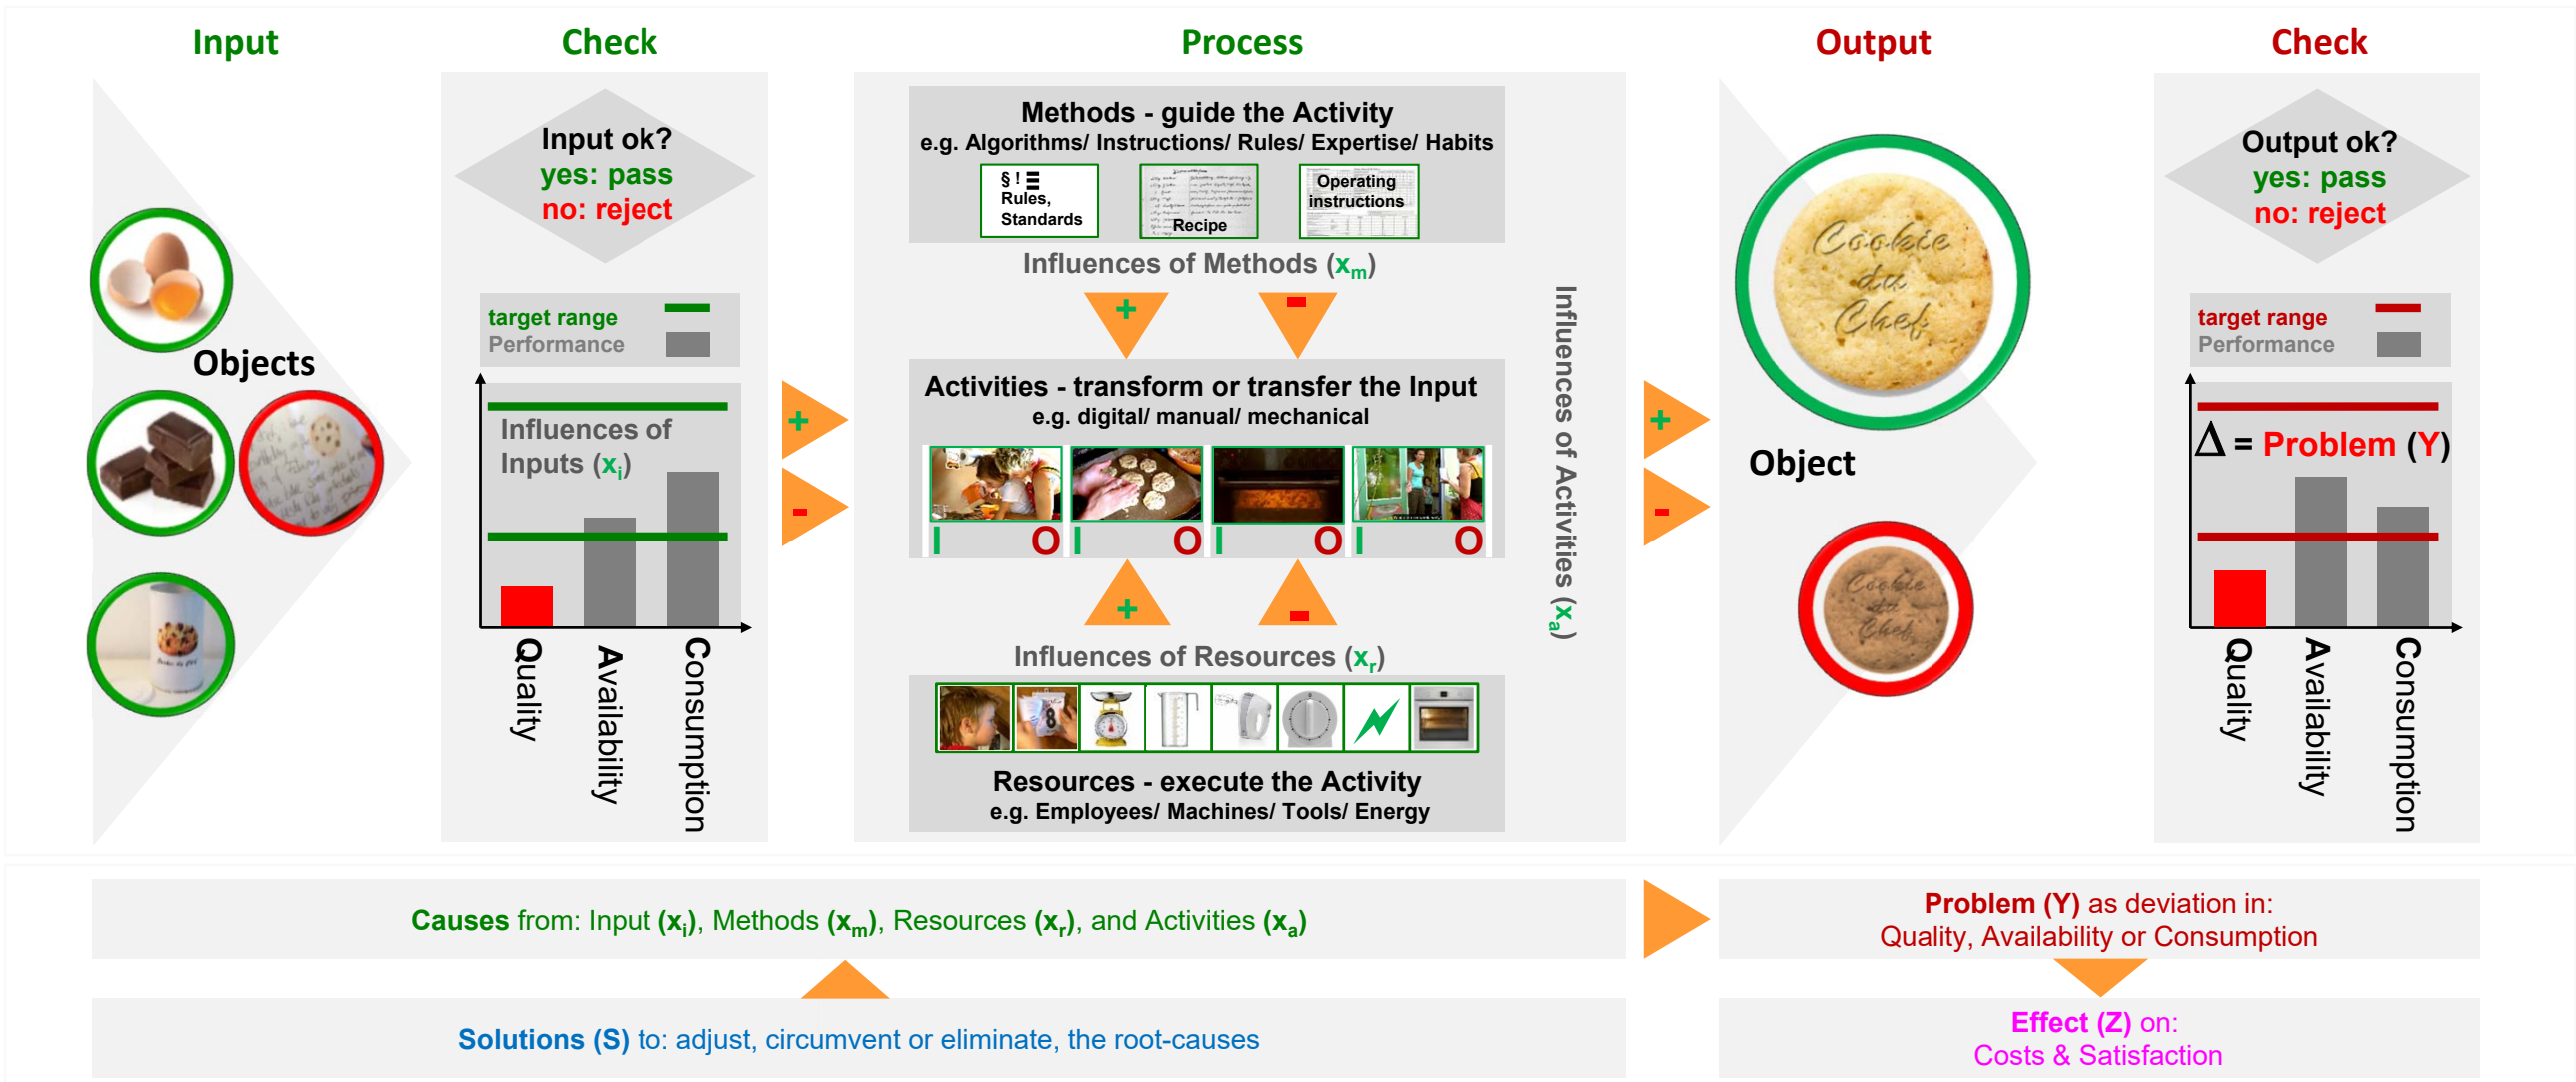 Input
Check
Process
Output
Check
Objects
Input ok?
yes: pass
no: reject
target range
Performance
Influences of
Inputs (xi)
Quality
Availability
Consumption
+
-
Methods - guide the Activity
e.g. Algorithms/ Instructions/ Rules/ Expertise/ Habits
§ !
Rules,
Standards
Recipe
Operating
instructions
Influences of Methods (xm)
+
-
Activities - transform or transfer the Input
e.g. digital/ manual/ mechanical
I O I O I O I O
+
-
Influences of Resources (xr)
Resources - execute the Activity
e.g. Employees/ Machines/ Tools/ Energy
Influences of Activities (xa)
+
-
Cookie
du
Chef
Object
Cookie
du
Chef
Output ok?
yes: pass
no: reject
target range
Performance
Δ = Problem (Y)
Quality
Availability
Consumption
Causes from: Input (xi), Methods (xm), Resources (xr), and Activities (xa)
Problem (Y) as deviation in:
Quality, Availability or Consumption
Solutions (S) to: adjust, circumvent or eliminate, the root-causes
Effect (Z) on:
Costs & Satisfaction